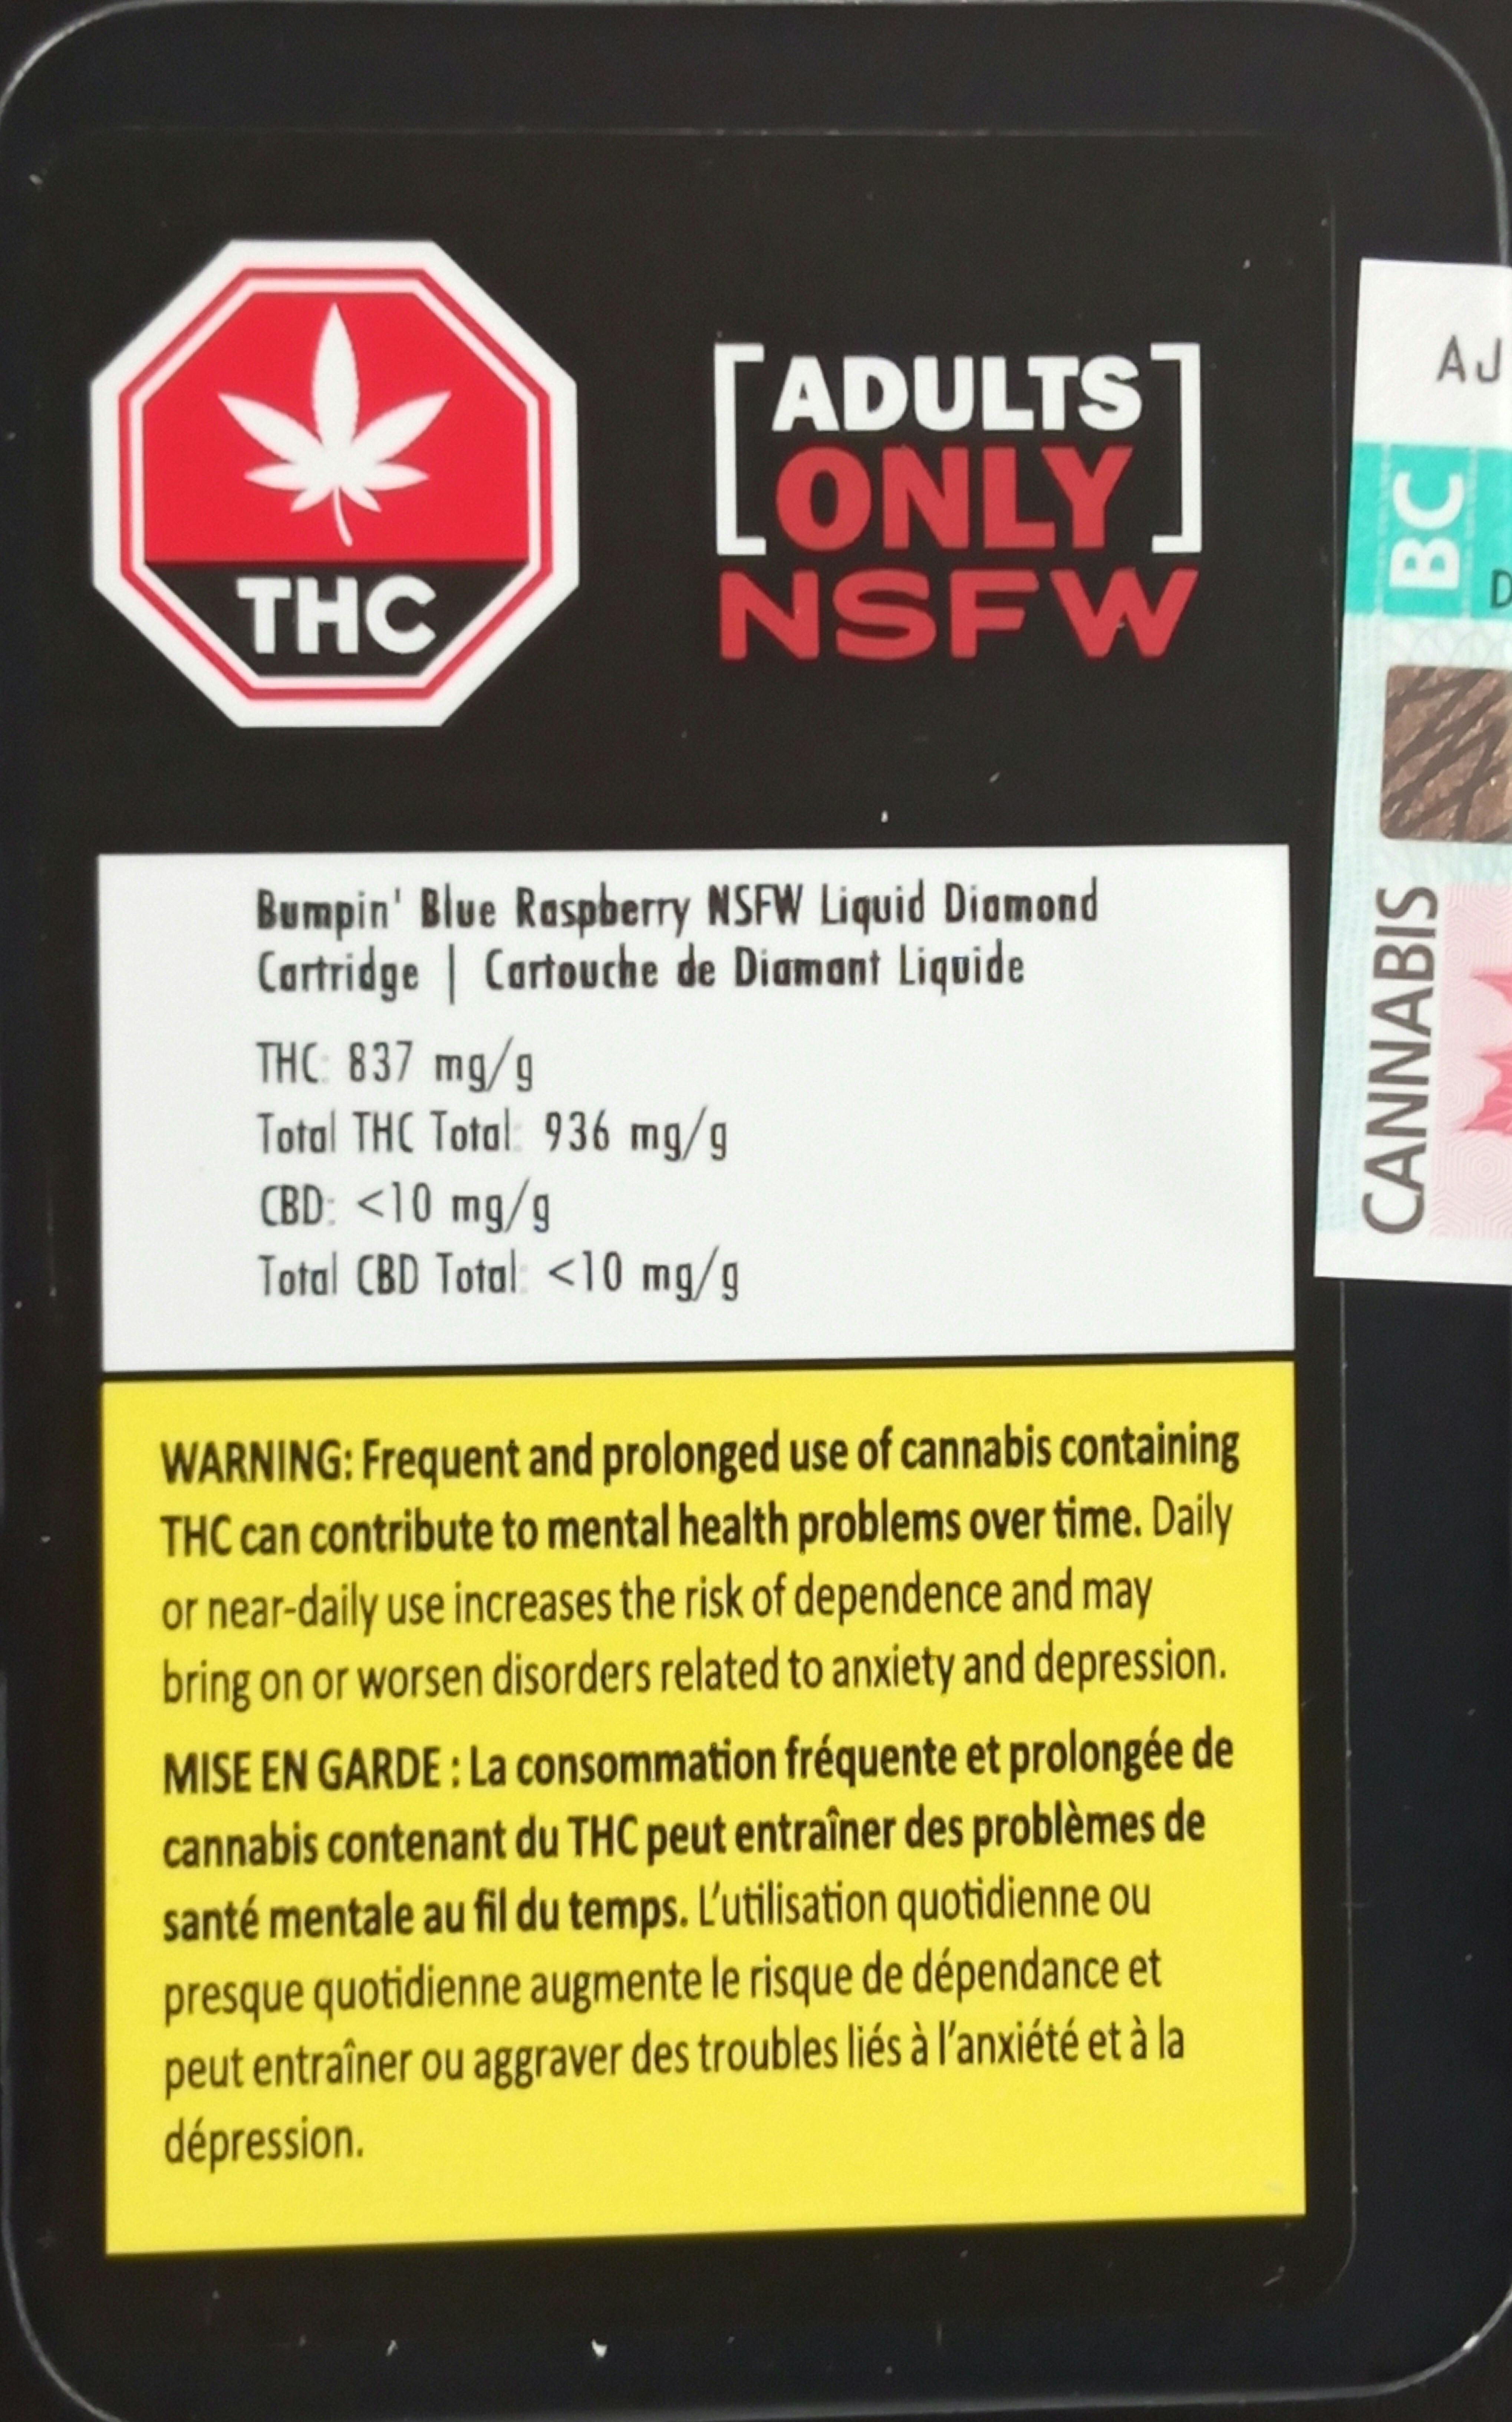 THC
[ADULTS
ONLY]
NSFW
Bumpin' Blue Raspberry NSFW Liquid Diamond
Cartridge | Cartouche de Diamant Liquide
THC: 837 mg/g
Total THC Total: 936 mg/g
CBD: <10 mg/g
Total CBD Total: <10 mg/g
WARNING: Frequent and prolonged use of cannabis containing
THC can contribute to mental health problems over time. Daily
or near-daily use increases the risk of dependence and may
bring on or worsen disorders related to anxiety and depression.
MISE EN GARDE : La consommation fréquente et prolongée de
cannabis contenant du THC peut entraîner des problèmes de
santé mentale au fil du temps. L'utilisation quotidienne ou
presque quotidienne augmente le risque de dépendance et
peut entraîner ou aggraver des troubles liés à l'anxiété et à la
dépression.
AJ
BC
CANNABIS